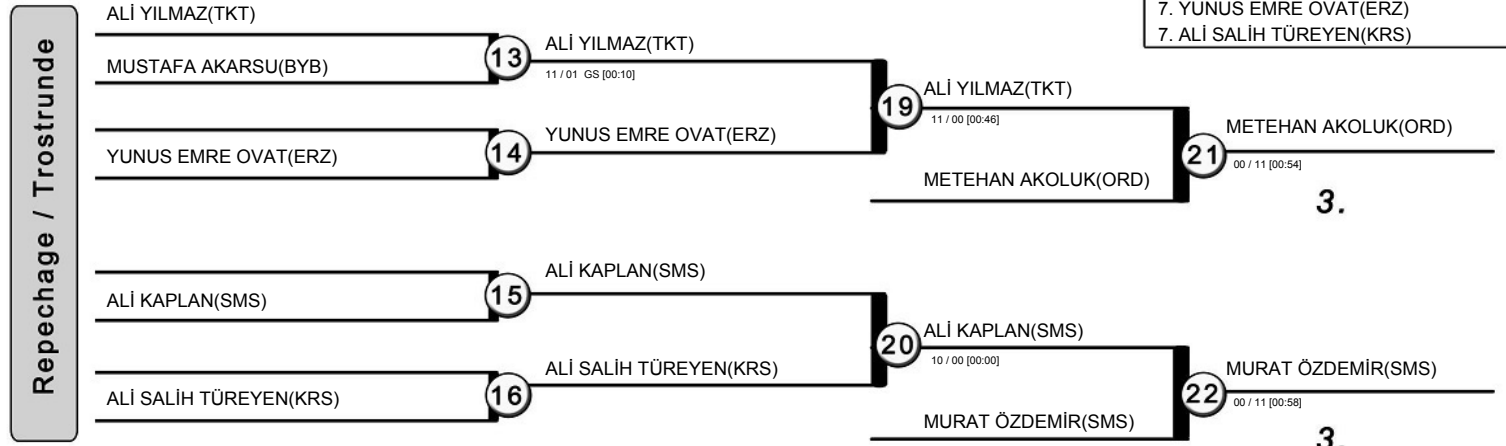 Repechage / Trostrunde
7. YUNUS EMRE OVAT(ERZ)
7. ALİ SALİH TÜREYEN(KRS)
ALİ YILMAZ(TKT)
MUSTAFA AKARSU(BYB)
13
ALİ YILMAZ(TKT)
11 / 01 GS [00:10]
YUNUS EMRE OVAT(ERZ)
14
YUNUS EMRE OVAT(ERZ)
19
ALİ YILMAZ(TKT)
11 / 00 [00:46]
METEHAN AKOLUK(ORD)
21
METEHAN AKOLUK(ORD)
00 / 11 [00:54]
3.
ALİ KAPLAN(SMS)
15
ALİ KAPLAN(SMS)
ALİ SALİH TÜREYEN(KRS)
16
ALİ SALİH TÜREYEN(KRS)
20
ALİ KAPLAN(SMS)
10 / 00 [00:00]
MURAT ÖZDEMİR(SMS)
22
MURAT ÖZDEMİR(SMS)
00 / 11 [00:58]
3.